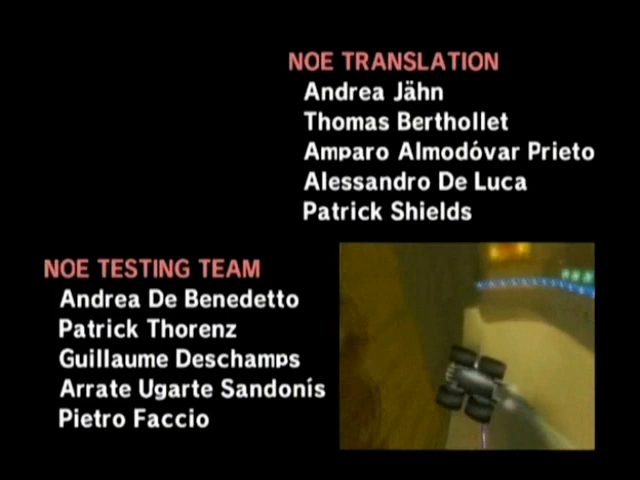 NOE TRANSLATION
Andrea Jähn
Thomas Berthollet
Amparo Almodóvar Prieto
Alessandro De Luca
Patrick Shields
NOE TESTING TEAM
Andrea De Benedetto
Patrick Thorenz
Guillaume Deschamps
Arrate Ugarte Sandonís
Pietro Faccio